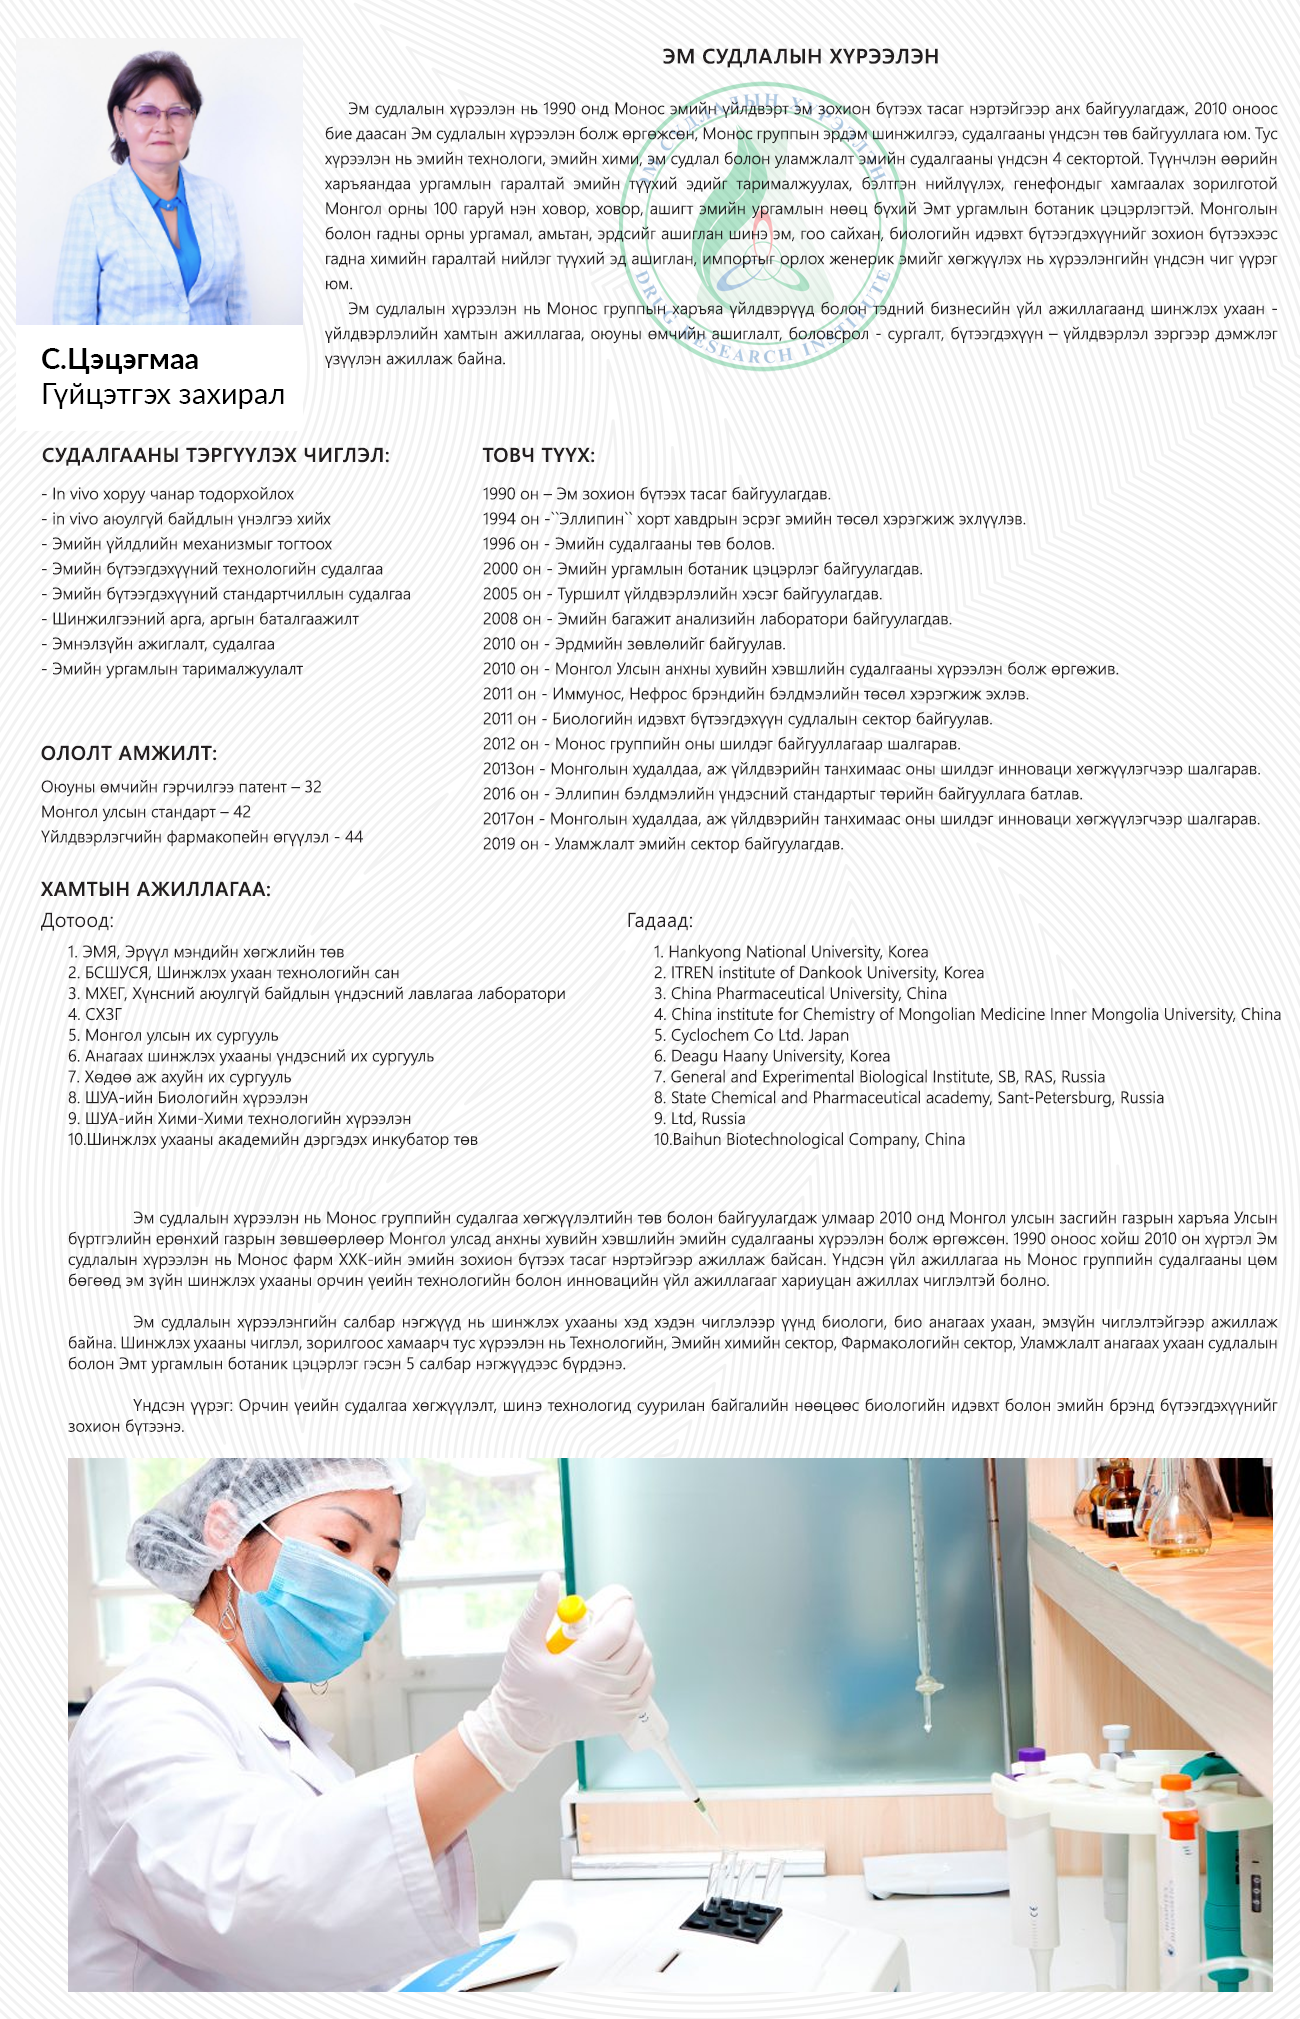 ЭМ СУДЛАЛЫН ХҮРЭЭЛЭН
Эм судлалын хүрээлэн нь 1990 онд Монос эмийн үйлдвэрт эм зохион бүтээх тасаг нэртэйгээр анх байгуулагдаж, 2010 оноос
бие даасан Эм судлалын хүрээлэн болж өргөжсөн, Монос группын эрдэм шинжилгээ, судалгааны үндсэн төв байгууллага юм. Тус
хүрээлэн нь эмийн технологи, эмийн хими, эм судлал болон уламжлалт эмийн судалгааны үндсэн 4 сектортой. Түүнчлэн өөрийн
харъяандаа ургамлын гаралтай эмийн түүхий эдийг таримaлжуулах, бэлтгэн нийлүүлэх, генефондыг хамгаалах зорилготой
Монгол орны 100 гаруй нэн ховор, ховор, ашигт эмийн ургамлын нөөц бүхий Эмт ургамлын ботаник цэцэрлэгтэй. Монголын
болон гадны орны ургамал, амьтан, эрдсийг ашиглан шинэ эм, гоо сайхан, биологийн идэвхт бүтээгдэхүүнийг зохион бүтээхээс
гадна химийн гаралтай нийлэг түүхий эд ашиглан, импортыг орлох женерик эмийг хөгжүүлэх нь хүрээлэнгийн үндсэн чиг үүрэг
юм.
Эм судлалын хүрээлэн нь Монос группын харъяа үйлдвэрүүд болон тэдний бизнесийн үйл ажиллагаанд шинжлэх ухаан -
үйлдвэрлэлийн хамтын ажиллагаа, оюуны өмчийн ашиглалт, боловсрол - сургалт, бүтээгдэхүүн – үйлдвэрлэл зэргээр дэмжлэг
үзүүлэн ажиллаж байна.
ЭМ СУДЛАЛЫН ХҮРЭЭЛЭН
DRUG RESEARCH INSTITUTE
С.Цэцэгмаа
Гүйцэтгэх захирал
СУДАЛГААНЫ ТЭРГҮҮЛЭХ ЧИГЛЭЛ:
- In vivo хоруу чанар тодорхойлох
- in vivo аюулгүй байдлын үнэлгээ хийх
- Эмийн үйлдлийн механизмыг тогтоох
- Эмийн бүтээгдэхүүний технологийн судалгаа
- Эмийн бүтээгдэхүүний стандартчиллын судалгаа
- Шинжилгээний арга, аргын баталгаажилт
- Эмнэлзүйн ажиглалт, судалгаа
- Эмийн ургамлын таримaлжуулалт
ТОВЧ ТҮҮХ:
1990 он – Эм зохион бүтээх тасаг байгуулагдав.
1994 он -``Эллипин`` хорт хавдрын эсрэг эмийн төсөл хэрэгжиж эхлүүлэв.
1996 он - Эмийн судалгааны төв болов.
2000 он - Эмийн ургамлын ботаник цэцэрлэг байгуулагдав.
2005 он - Туршилт үйлдвэрлэлийн хэсэг байгуулагдав.
2008 он - Эмийн багажит анализийн лаборатори байгуулагдав.
2010 он - Эрдмийн зөвлөлийг байгуулав.
2010 он - Монгол Улсын анхны хувийн хэвшлийн судалгааны хүрээлэн болж өргөжив.
2011 он - Иммунос, Нефрос брэндийн бэлдмэлийн төсөл хэрэгжиж эхлэв.
2011 он - Биологийн идэвхт бүтээгдэхүүн судлалын сектор байгуулав.
2012 он - Монос группийн оны шилдэг байгууллагаар шалгарав.
2013он - Монголын худалдаа, аж үйлдвэрийн танхимаас оны шилдэг инноваци хөгжүүлэгчээр шалгарав.
2016 он - Эллипин бэлдмэлийн үндэсний стандартыг төрийн байгууллага батлав.
2017он - Монголын худалдаа, аж үйлдвэрийн танхимаас оны шилдэг инноваци хөгжүүлэгчээр шалгарав.
2019 он - Уламжлалт эмийн сектор байгуулагдав.
ОЛОЛТ АМЖИЛТ:
Оюуны өмчийн гэрчилгээ патент – 32
Монгол улсын стандарт – 42
Үйлдвэрлэгчийн фармакопейн өгүүлэл - 44
ХАМТЫН АЖИЛЛАГАА:
Дотоод:
1. ЭМЯ, Эрүүл мэндийн хөгжлийн төв
2. БСШУСЯ, Шинжлэх ухаан технологийн сан
3. МХЕГ, Хүнсний аюулгүй байдлын үндэсний лавлагаа лаборатори
4. СХЗГ
5. Монгол улсын их сургууль
6. Анагаах шинжлэх ухааны үндэсний их сургууль
7. Хөдөө аж ахуйн их сургууль
8. ШУА-ийн Биологийн хүрээлэн
9. ШУА-ийн Хими-Хими технологийн хүрээлэн
10.Шинжлэх ухааны академийн дэргэдэх инкубатор төв
Гадаад:
1. Hankyong National University, Korea
2. ITREN institute of Dankook University, Korea
3. China Pharmaceutical University, China
4. China institute for Chemistry of Mongolian Medicine Inner Mongolia University, China
5. Cyclochem Co Ltd. Japan
6. Deagu Haany University, Korea
7. General and Experimental Biological Institute, SB, RAS, Russia
8. State Chemical and Pharmaceutical academy, Sant-Petersburg, Russia
9. Ltd, Russia
10.Baihun Biotechnological Company, China
Эм судлалын хүрээлэн нь Монос группийн судалгаа хөгжүүлэлтийн төв болон байгуулагдаж улмаар 2010 онд Монгол улсын засгийн газрын харъяа Улсын
бүртгэлийн ерөнхий газрын зөвшөөрлөөр Монгол улсад анхны хувийн хэвшлийн эмийн судалгааны хүрээлэн болж өргөжсөн. 1990 оноос хойш 2010 он хүртэл Эм
судлалын хүрээлэн нь Монос фарм ХХК-ийн эмийн зохион бүтээх тасаг нэртэйгээр ажиллаж байсан. Үндсэн үйл ажиллагаа нь Монос группийн судалгааны цөм
бөгөөд эм зүйн шинжлэх ухааны орчин үеийн технологийн болон инновацийн үйл ажиллагааг хариуцан ажиллах чиглэлтэй болно.
Эм судлалын хүрээлэнгийн салбар нэгжүүд нь шинжлэх ухааны хэд хэдэн чиглэлээр үүнд биологи, био анагаах ухаан, эмзүйн чиглэлтэйгээр ажиллаж
байна. Шинжлэх ухааны чиглэл, зорилгоос хамаарч тус хүрээлэн нь Технологийн, Эмийн химийн сектор, Фармакологийн сектор, Уламжлалт анагаах ухаан судлалын
болон Эмт ургамлын ботаник цэцэрлэг гэсэн 5 салбар нэгжүүдээс бүрдэнэ.
Үндсэн үүрэг: Орчин үеийн судалгаа хөгжүүлэлт, шинэ технологид суурилан байгалийн нөөцөөс биологийн идэвхт болон эмийн брэнд бүтээгдэхүүнийг
зохион бүтээнэ.